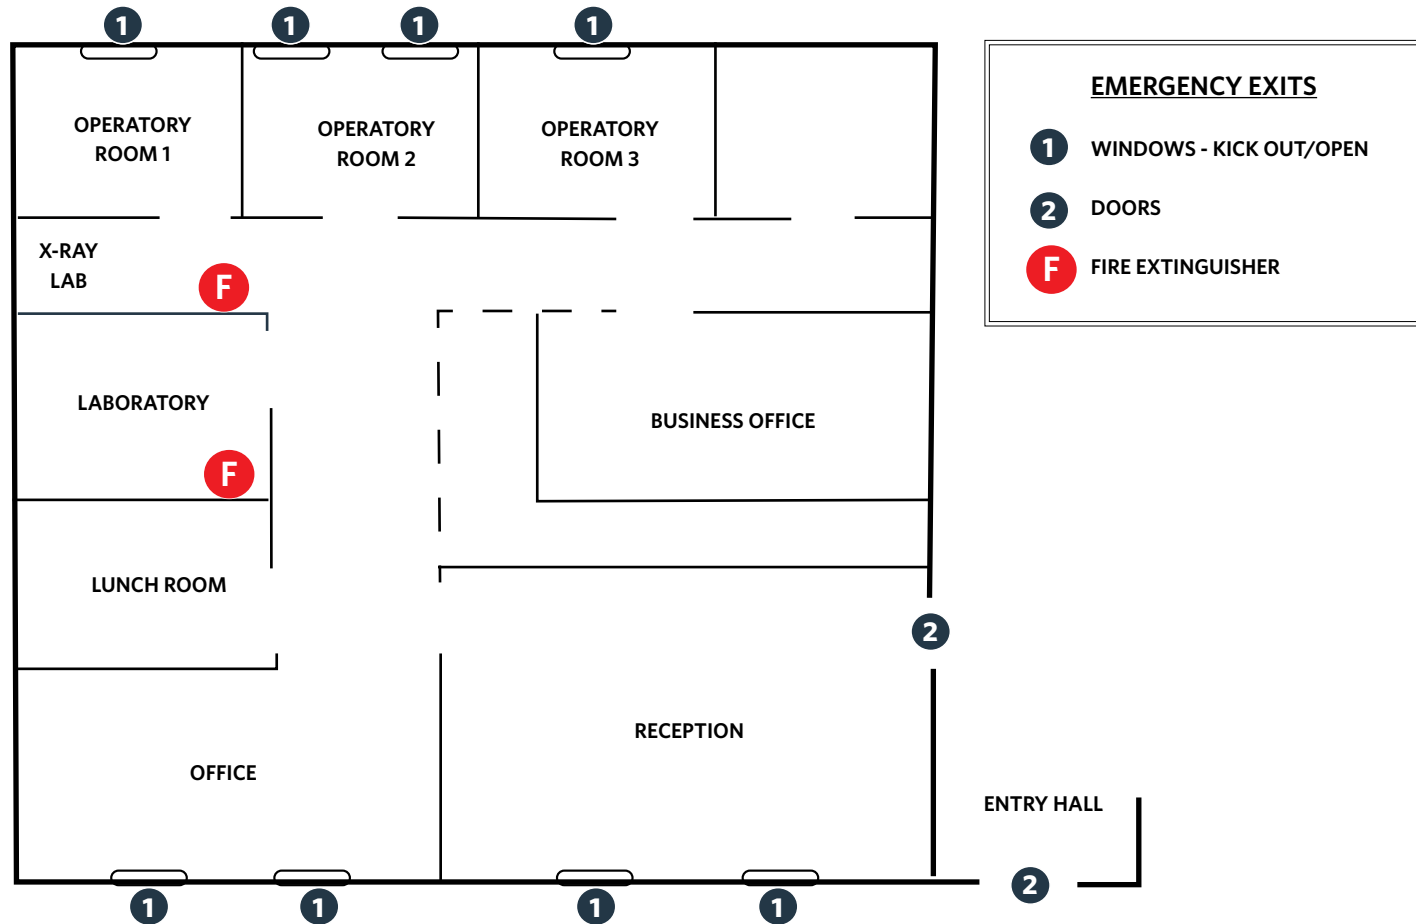 1 1 1 1
OPERATORY
ROOM 1
OPERATORY
ROOM 2
OPERATORY
ROOM 3
EMERGENCY EXITS
1 WINDOWS - KICK OUT/OPEN
2 DOORS
F FIRE EXTINGUISHER
X-RAY
LAB
F
LABORATORY
F
BUSINESS OFFICE
LUNCH ROOM
2
RECEPTION
OFFICE
ENTRY HALL
2
1 1 1 1